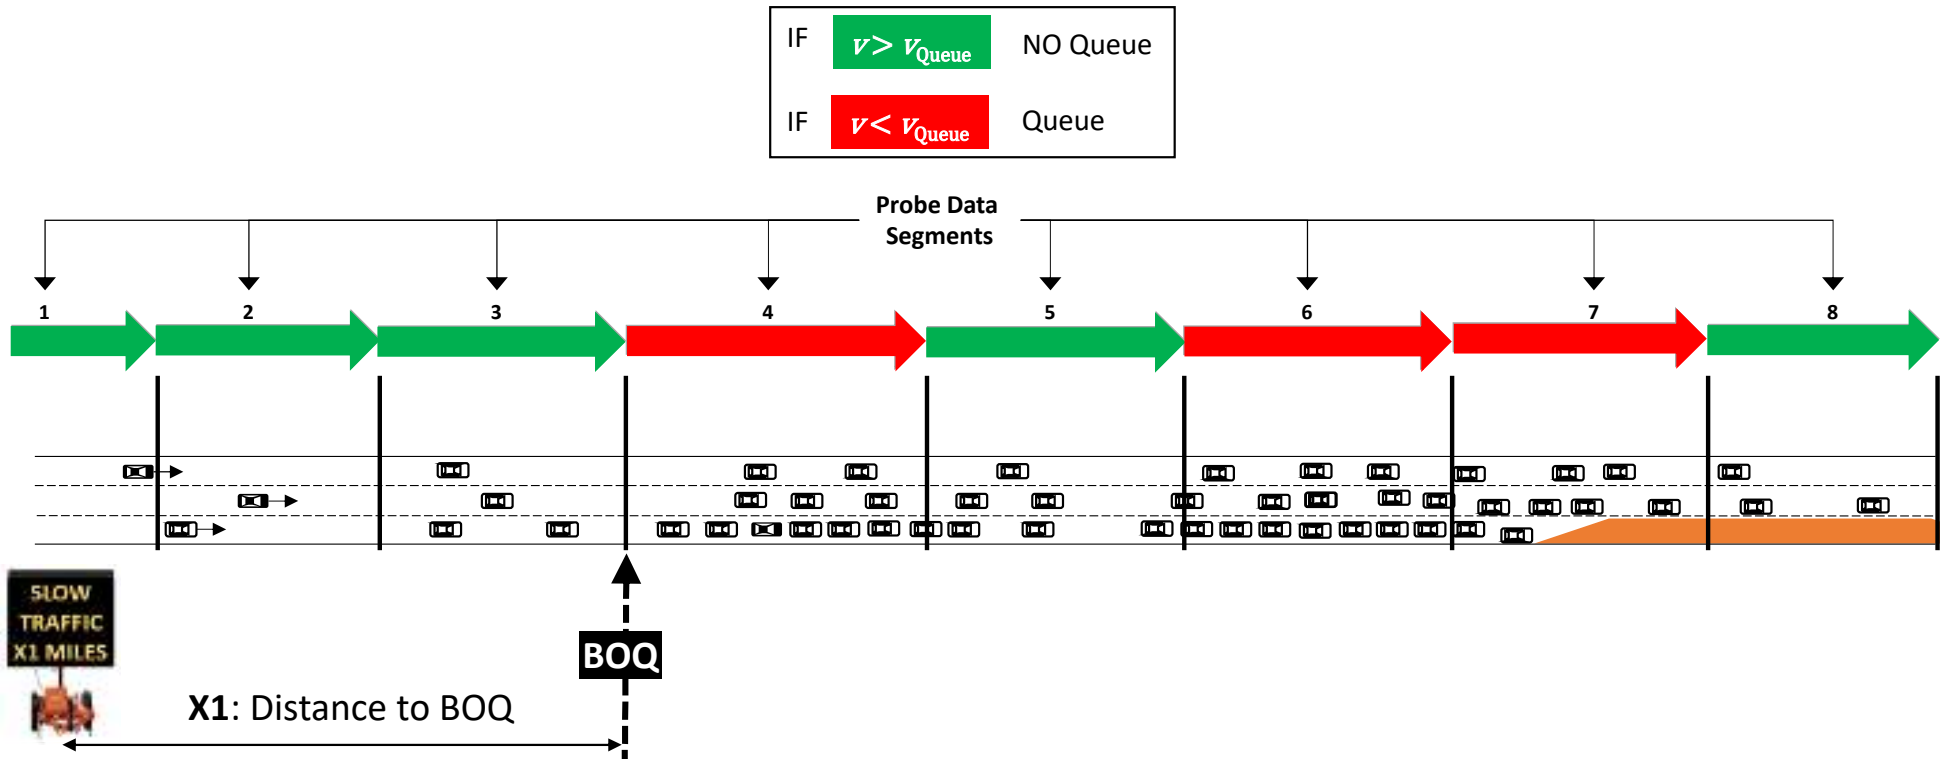 IF v > vQueue NO Queue
IF v < vQueue Queue
Probe Data
Segments
1 2 3 4 5 6 7 8
SLOW
TRAFFIC
X1 MILES
BOQ
X1: Distance to BOQ